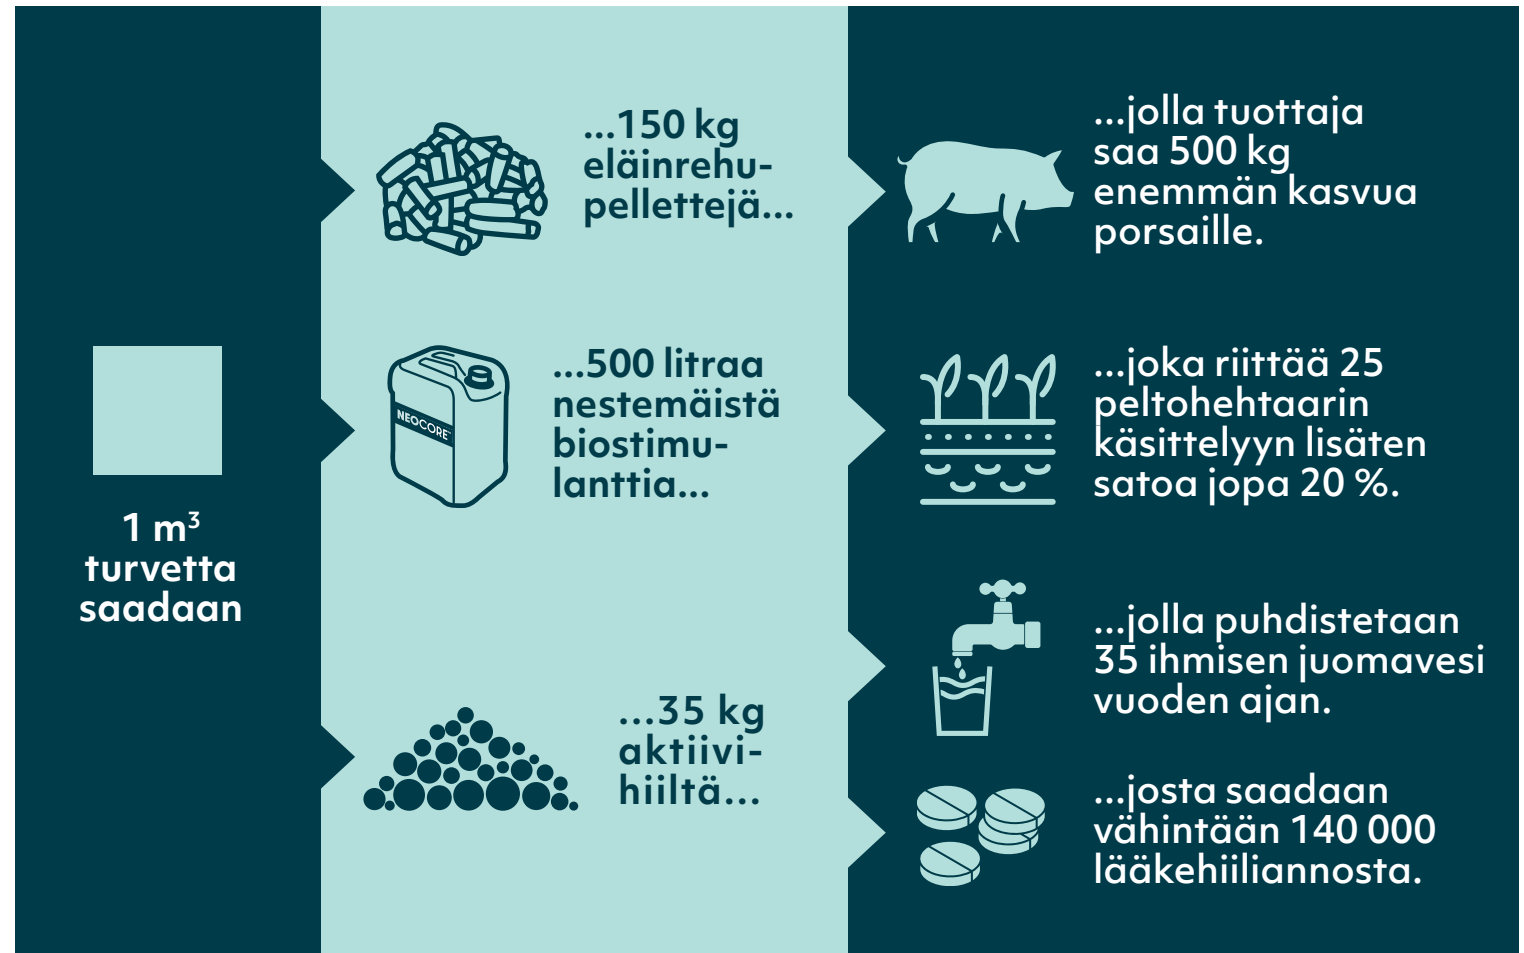 1 m³
turvetta
saadaan
...150 kg
eläinrehu-
pellettejä...
...jolla tuottaja
saa 500 kg
enemmän kasvua
porsaille.
NEOCORE™
...500 litraa
nestemäistä
biostimu-
lanttia...
...joka riittää 25
peltohehtaarin
käsittelyyn lisäten
satoa jopa 20 %.
...35 kg
aktiivi-
hiiltä...
...jolla puhdistetaan
35 ihmisen juomavesi
vuoden ajan.
...josta saadaan
vähintään 140 000
lääkehiiliannosta.